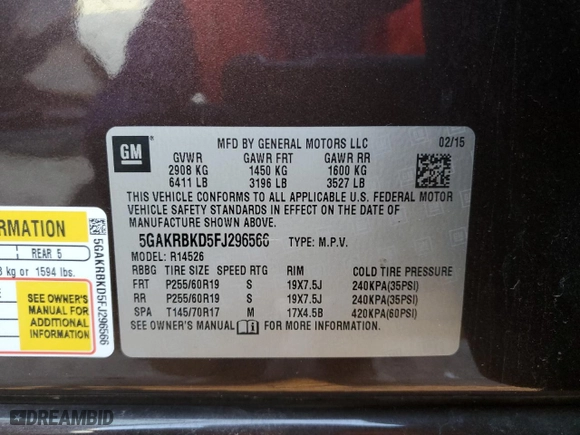 GM
MFD BY GENERAL MOTORS LLC 02/15
GVWR GAWR FRT GAWR RR
2908 KG 1450 KG 1600 KG
6411 LB 3196 LB 3527 LB
THIS VEHICLE CONFORMS TO ALL APPLICABLE U.S. FEDERAL MOTOR
VEHICLE SAFETY STANDARDS IN EFFECT ON THE DATE OF
MANUFACTURE SHOWN ABOVE.
5GAKRBKD5FJ296566 TYPE: M.P.V.
MODEL: R14526
RBBG TIRE SIZE SPEED RTG RIM COLD TIRE PRESSURE
FRT P255/60R19 S 19X7.5J 240KPA(35PSI)
RR P255/60R19 S 19X7.5J 240KPA(35PSI)
SPA T145/70R17 M 17X4.5B 420KPA(60PSI)
SEE OWNER'S MANUAL FOR MORE INFORMATION.
REAR 5
kg or 1594 lbs.
SEE OWNER'S
MANUAL FOR
ADDITIONAL
INFORMATION
5GAKRBKD5FJ296566
DREAMBID